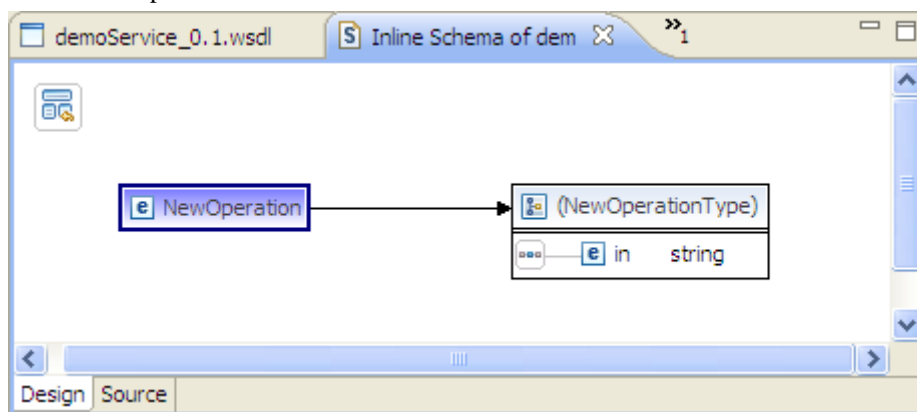 demoService_0.1.wsdl
S Inline Schema of dem
»1
e NewOperation
(NewOperationType)
e in string
Design Source